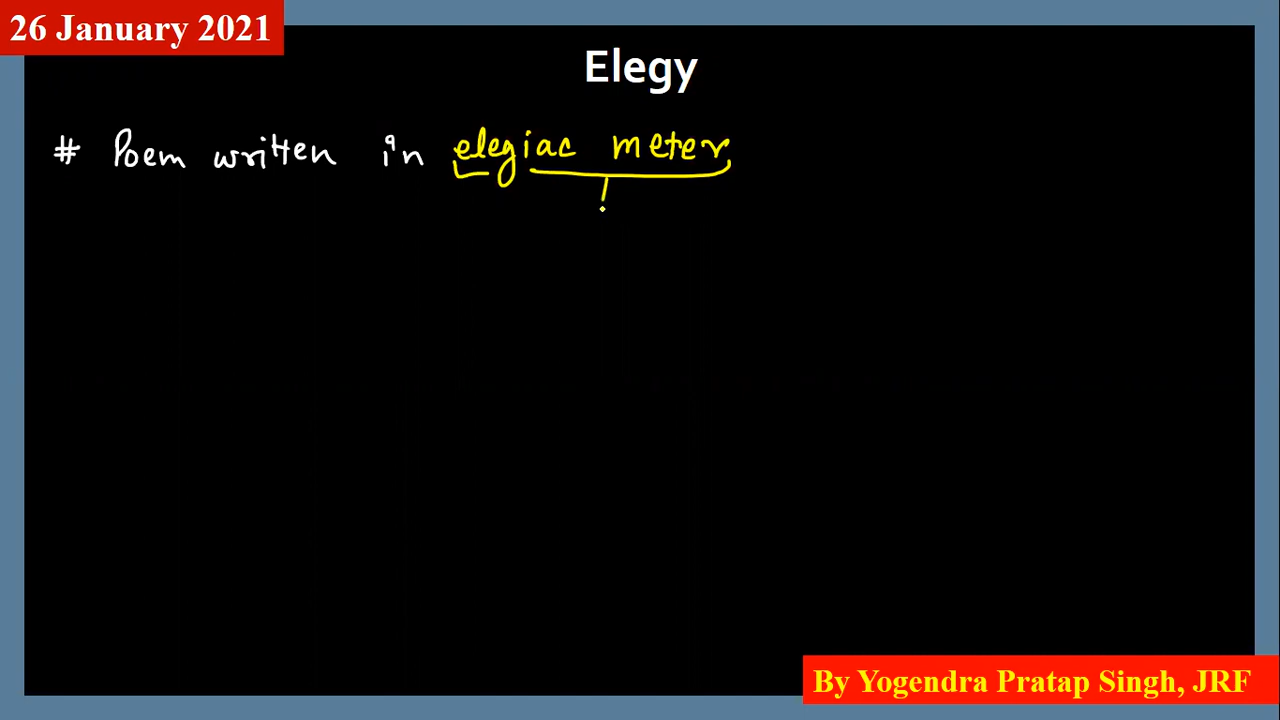 26 January 2021
Elegy
# Poem written in elegiac meter
By Yogendra Pratap Singh, JRF